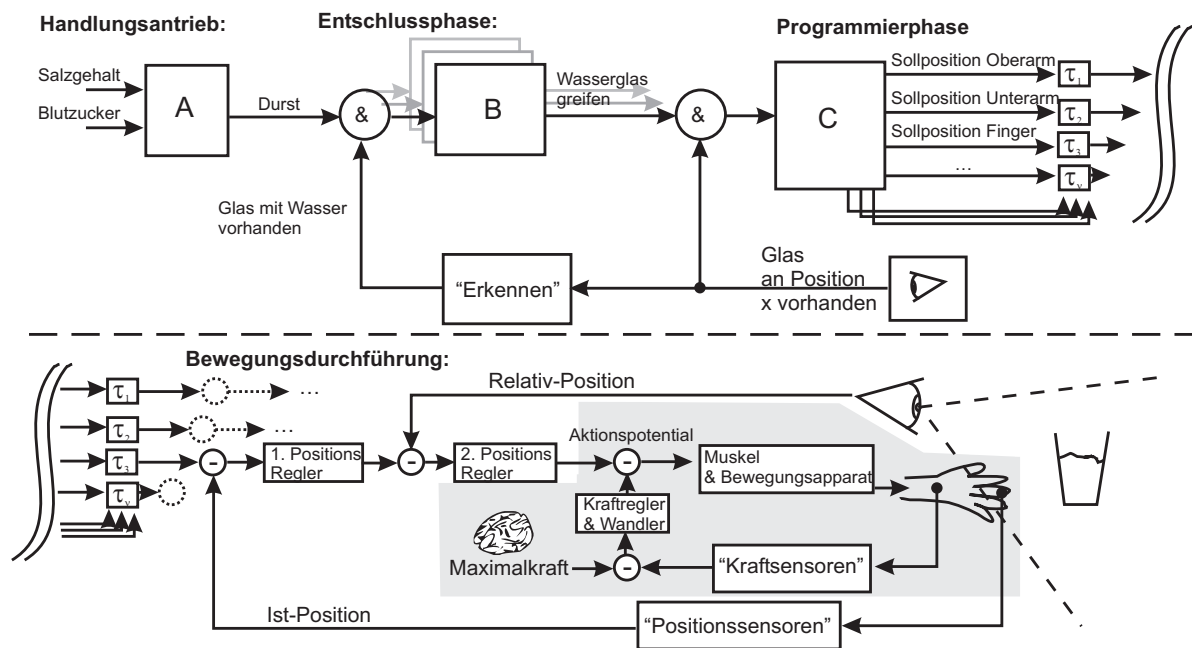 Handlungsantrieb:
Entschlussphase:
Programmierphase
Salzgehalt
Blutzucker
A
Durst
&
B
Wasserglas
greifen
&
C
Sollposition Oberarm
τ1
Sollposition Unterarm
τ2
Sollposition Finger
τ3
...
τv
Glas mit Wasser
vorhanden
“Erkennen”
Glas
an Position
x vorhanden
Bewegungsdurchführung:
τ1
...
τ2
...
τ3
τv
-
1. Positions
Regler
-
2. Positions
Regler
Relativ-Position
Aktionspotential
-
Muskel
& Bewegungsapparat
Kraftregler
& Wandler
Maximalkraft
-
“Kraftsensoren”
Ist-Position
“Positionssensoren”